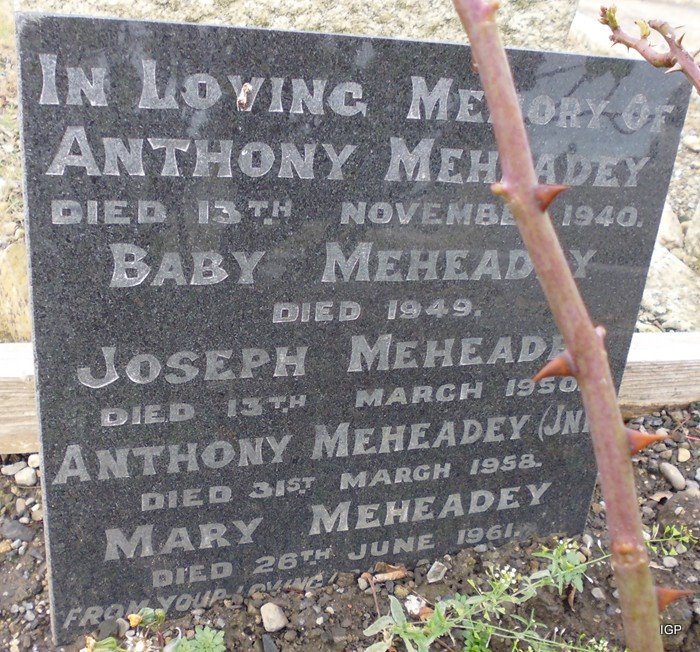 IN LOVING MEMORY OF
ANTHONY MEHEADEY
DIED 13TH NOVEMBER 1940.
BABY MEHEADEY
DIED 1949.
JOSEPH MEHEADEY
DIED 13TH MARCH 1950.
ANTHONY MEHEADEY (JNR
DIED 31ST MARCH 1958.
MARY MEHEADEY
DIED 26TH JUNE 1961.
FROM YOUR LOVING
IGP